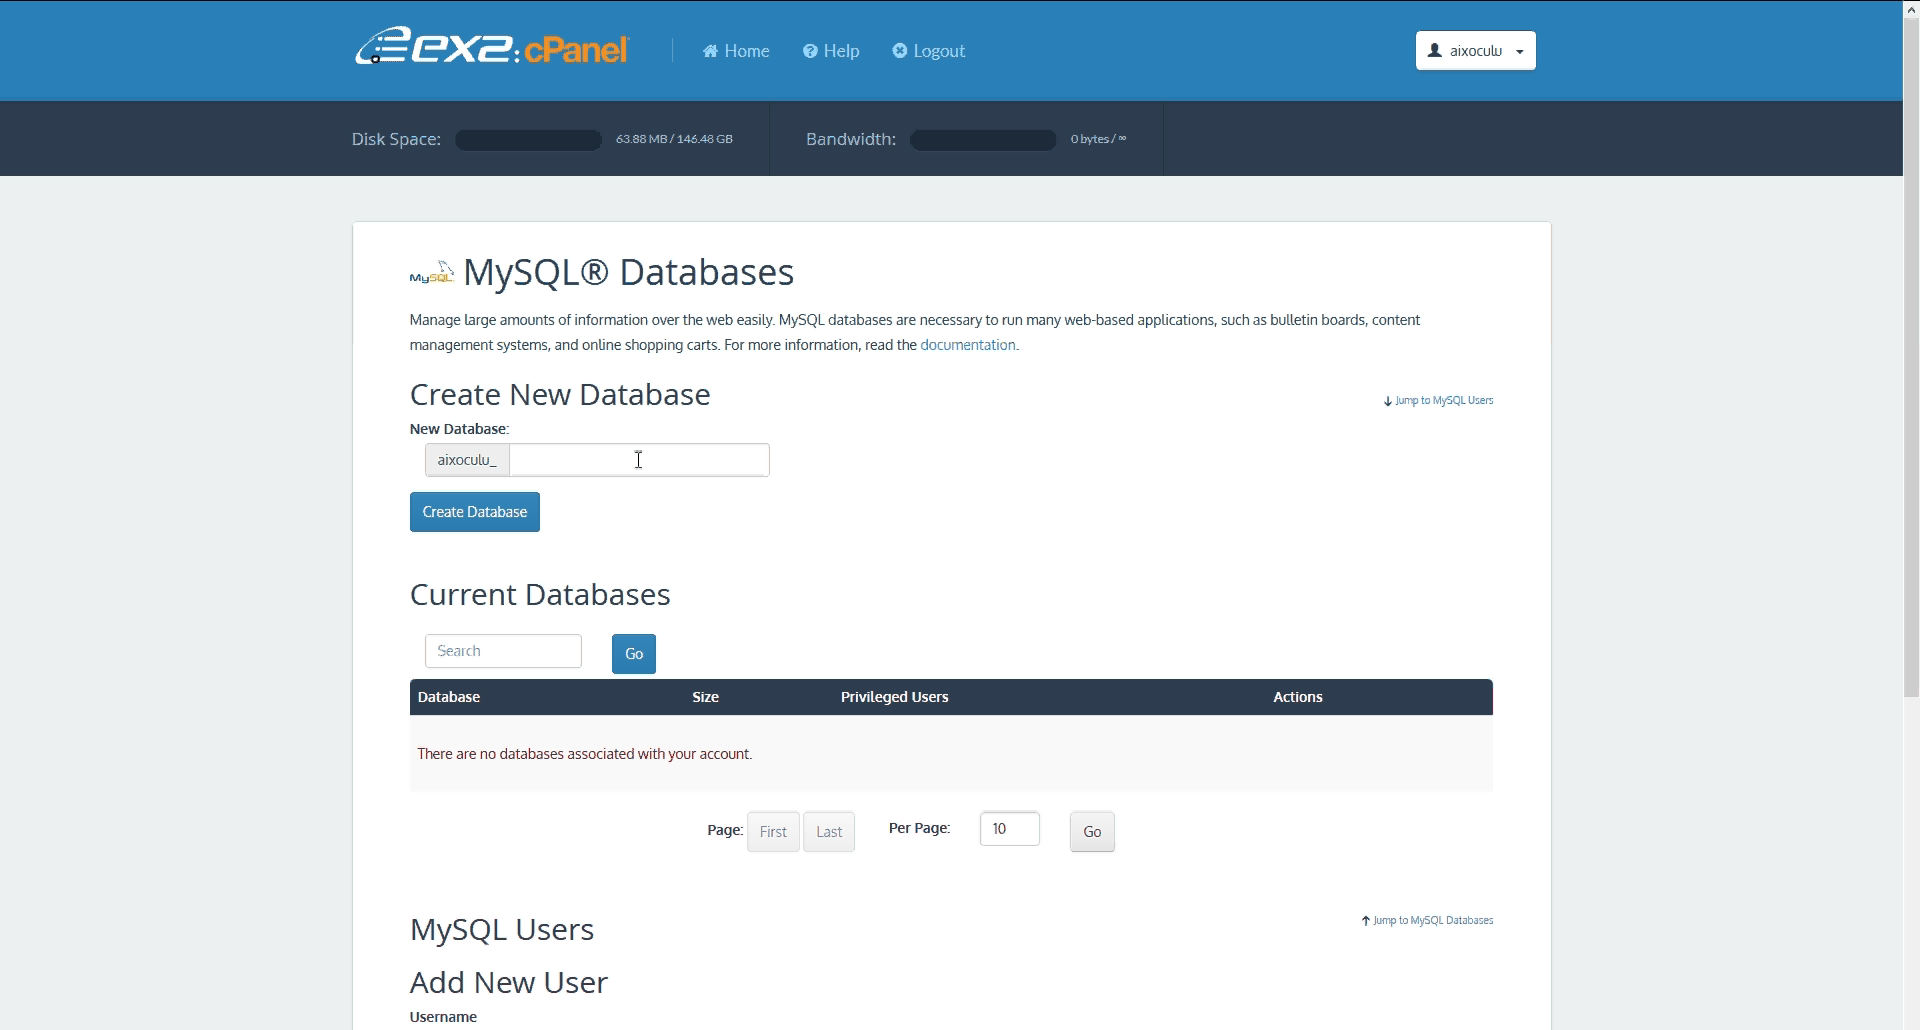 ex2:cPanel Home Help Logout aixoculu
Disk Space: 63.88 MB / 146.48 GB Bandwidth: 0 bytes / ∞
MySQL MySQL® Databases
Manage large amounts of information over the web easily. MySQL databases are necessary to run many web-based applications, such as bulletin boards, content
management systems, and online shopping carts. For more information, read the documentation.
Create New Database
Jump to MySQL Users
New Database:
aixoculu_
Create Database
Current Databases
Search Go
Database Size Privileged Users Actions
There are no databases associated with your account.
Page: First Last Per Page: 10 Go
MySQL Users
Jump to MySQL Databases
Add New User
Username